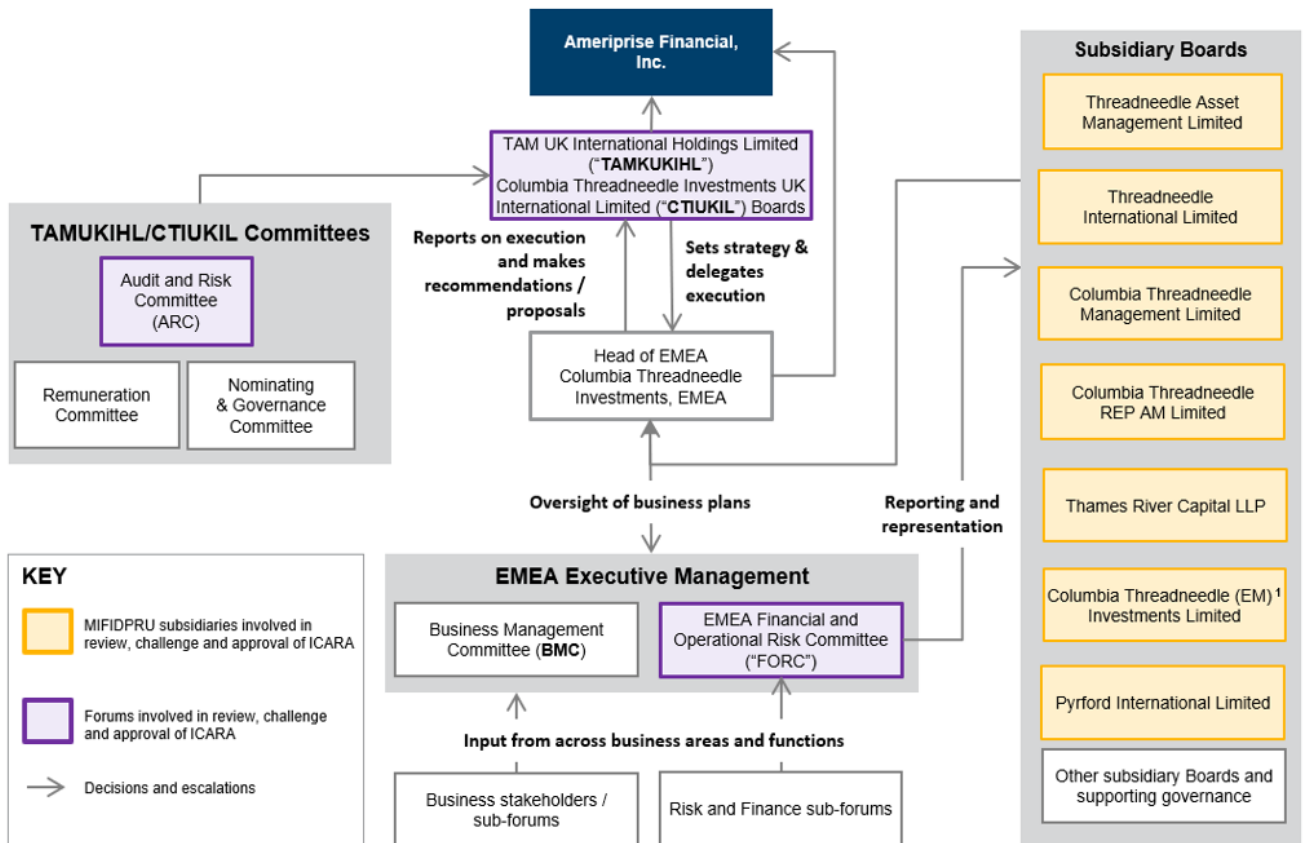 Ameriprise Financial,
Inc.
TAM UK International Holdings Limited
(“TAMKUKIHL”)
Columbia Threadneedle Investments UK
International Limited (“CTIUKIL”) Boards
TAMUKIHL/CTIUKIL Committees
Audit and Risk
Committee
(ARC)
Remuneration
Committee
Nominating
& Governance
Committee
Reports on execution
and makes
recommendations /
proposals
Sets strategy &
delegates
execution
Head of EMEA
Columbia Threadneedle
Investments, EMEA
Oversight of business plans
Reporting and
representation
EMEA Executive Management
Business Management
Committee (BMC)
EMEA Financial and
Operational Risk Committee
(“FORC”)
Input from across business areas and functions
Business stakeholders /
sub-forums
Risk and Finance sub-forums
Subsidiary Boards
Threadneedle Asset
Management Limited
Threadneedle
International Limited
Columbia Threadneedle
Management Limited
Columbia Threadneedle
REP AM Limited
Thames River Capital LLP
Columbia Threadneedle (EM) 1
Investments Limited
Pyrford International Limited
Other subsidiary Boards and
supporting governance
KEY
MIFIDPRU subsidiaries involved in
review, challenge and approval of ICARA
Forums involved in review, challenge
and approval of ICARA
Decisions and escalations